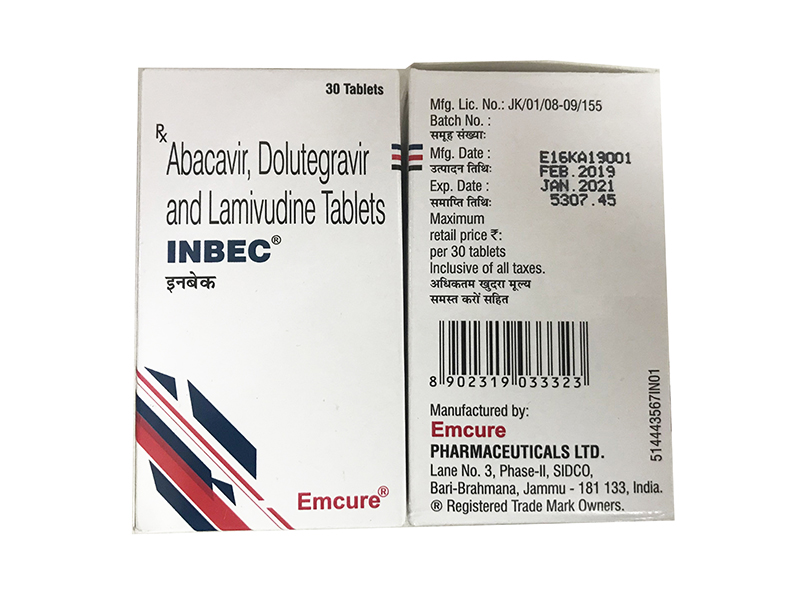 30 Tablets
Rx
Abacavir, Dolutegravir
and Lamivudine Tablets
INBEC®
इनबेक
Emcure®
Mfg. Lic. No.: JK/01/08-09/155
Batch No. :
समूह संख्याः
Mfg. Date : E16KA19001
उत्पादन तिथिः FEB.2019
Exp. Date : JAN.2021
समाप्ति तिथिः 5307.45
Maximum
retail price ₹:
per 30 tablets
Inclusive of all taxes.
अधिकतम खुदरा मूल्य
समस्त करों सहित
8 902319 033323
Manufactured by:
Emcure
PHARMACEUTICALS LTD.
Lane No. 3, Phase-II, SIDCO,
Bari-Brahmana, Jammu - 181 133, India.
® Registered Trade Mark Owners.
514443567IN01